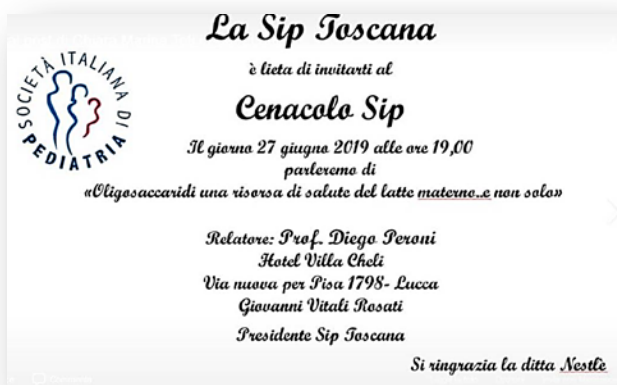 La Sip Toscana
è lieta di invitarti al
SOCIETÀ ITALIANA DI
PEDIATRIA
Cenacolo Sip
Il giorno 27 giugno 2019 alle ore 19,00
parleremo di
«Oligosaccaridi una risorsa di salute del latte materno..e non solo»
Relatore: Prof. Diego Peroni
Hotel Villa Cheli
Via nuova per Pisa 1798- Lucca
Giovanni Vitali Rosati
Presidente Sip Toscana
Si ringrazia la ditta Nestlè